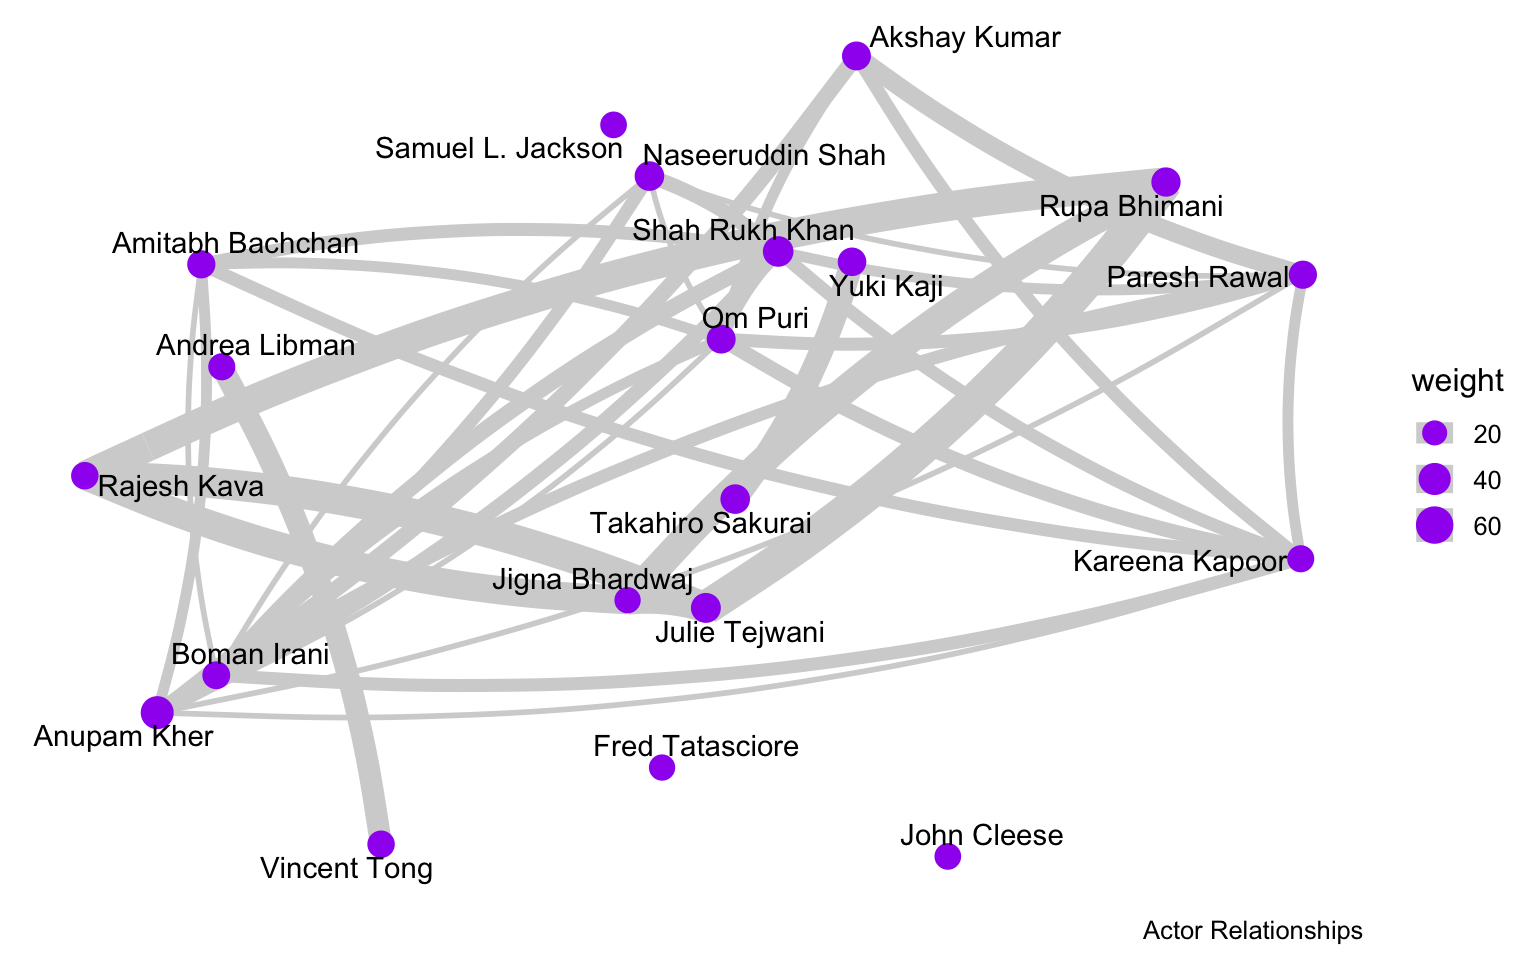 Akshay Kumar
Samuel L. Jackson
Naseeruddin Shah
Rupa Bhimani
Shah Rukh Khan
Amitabh Bachchan
Paresh Rawal
Yuki Kaji
Om Puri
Andrea Libman
weight
20
Rajesh Kava
40
Takahiro Sakurai
60
Kareena Kapoor
Jigna Bhardwaj
Julie Tejwani
Boman Irani
Anupam Kher
Fred Tatasciore
John Cleese
Vincent Tong
Actor Relationships